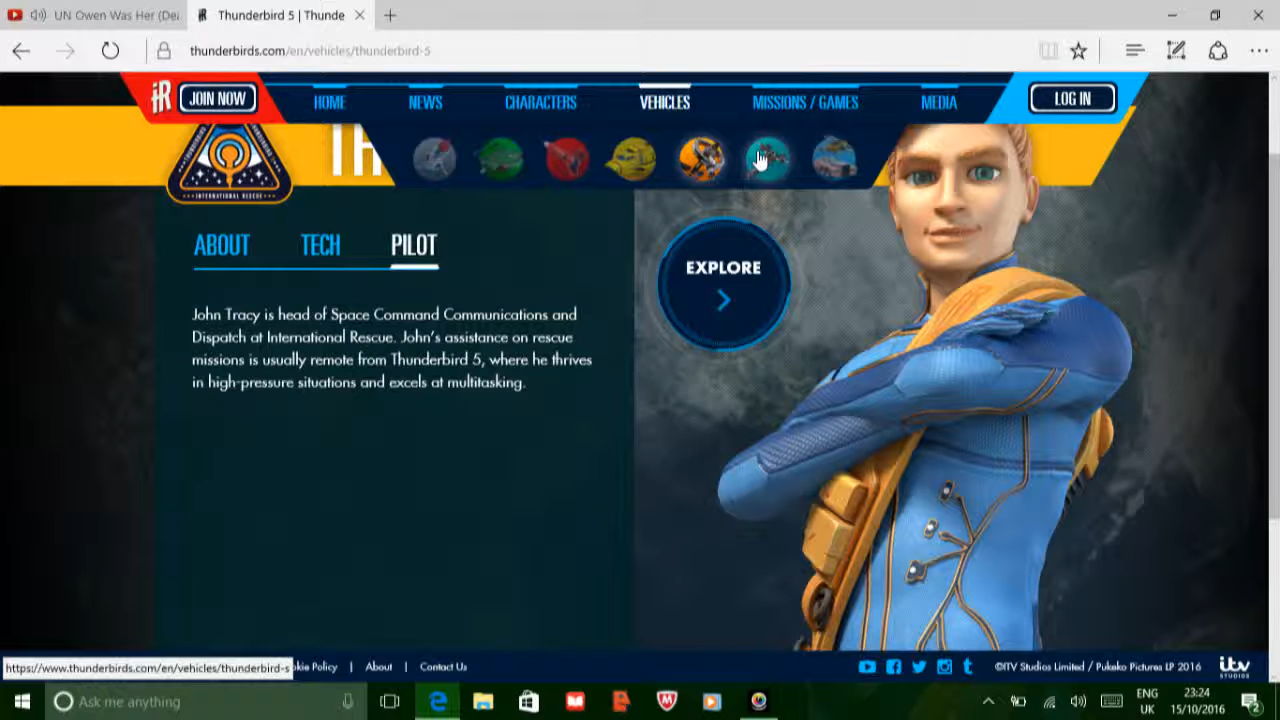 UN Owen Was Her (Dea
Thunderbird 5 | Thunde
thunderbirds.com/en/vehicles/thunderbird-5
iR
JOIN NOW
HOME
NEWS
CHARACTERS
VEHICLES
MISSIONS / GAMES
MEDIA
LOG IN
TH
INTERNATIONAL RESCUE
ABOUT
TECH
PILOT
EXPLORE
John Tracy is head of Space Command Communications and
Dispatch at International Rescue. John's assistance on rescue
missions is usually remote from Thunderbird 5, where he thrives
in high-pressure situations and excels at multitasking.
https://www.thunderbirds.com/en/vehicles/thunderbird-s
kie Policy | About | Contact Us
©ITV Studios Limited / Pukeko Pictures LP 2016
itv
STUDIOS
Ask me anything
ENG
UK
23:24
15/10/2016
2